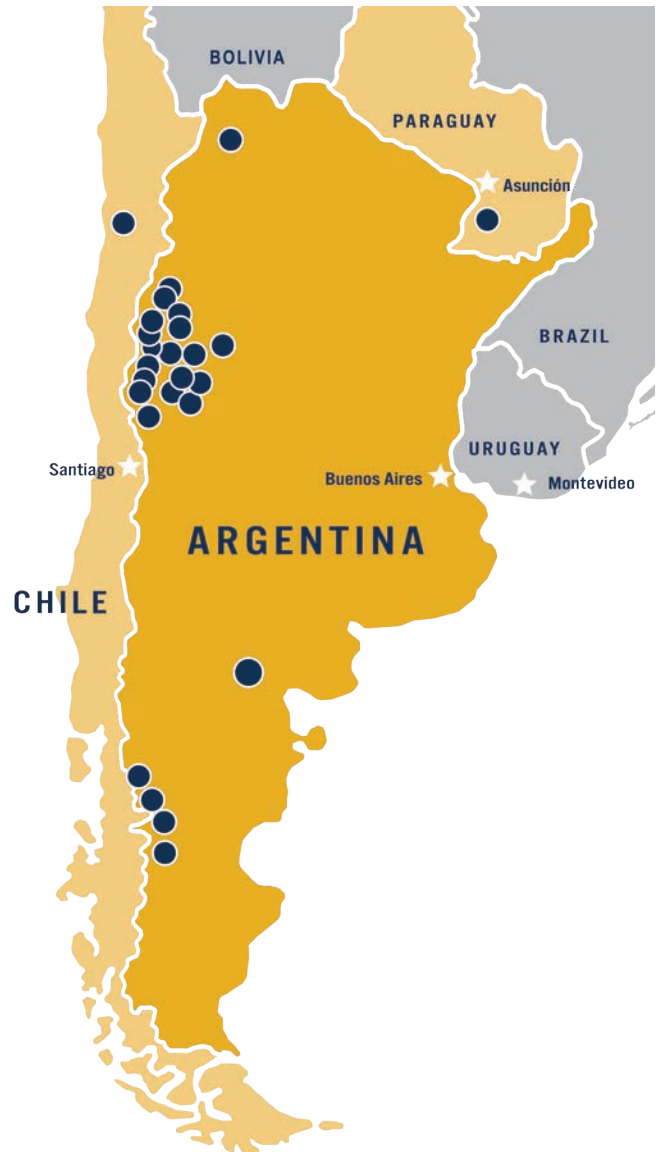 BOLIVIA
PARAGUAY
Asunción
BRAZIL
URUGUAY
Santiago
Buenos Aires
Montevideo
ARGENTINA
CHILE